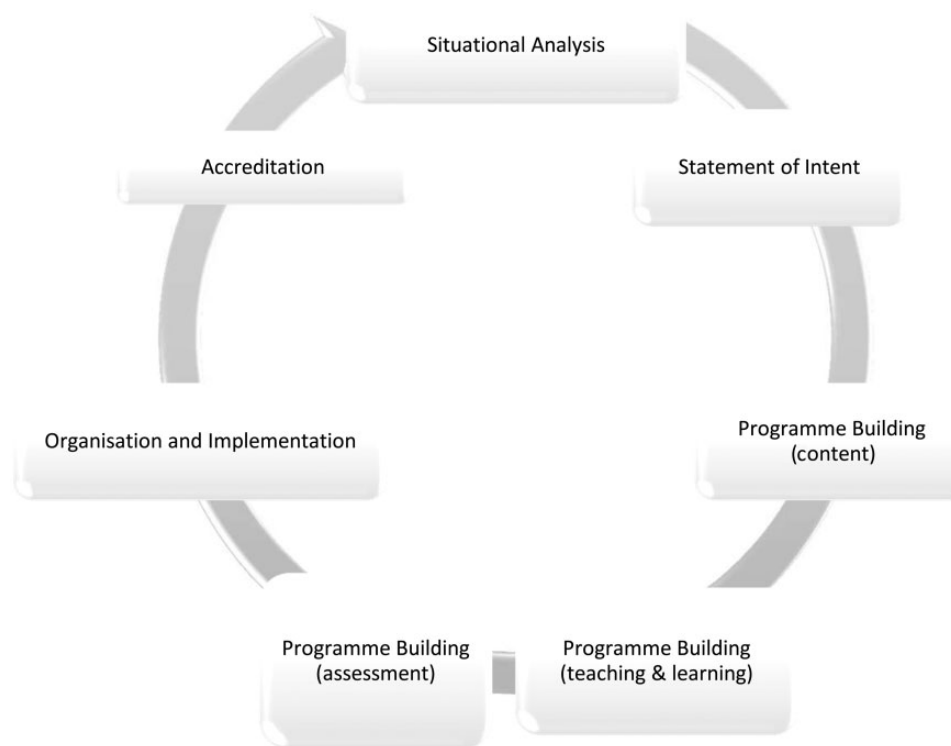 Situational Analysis
Statement of Intent
Programme Building
(content)
Programme Building
(teaching & learning)
Programme Building
(assessment)
Organisation and Implementation
Accreditation